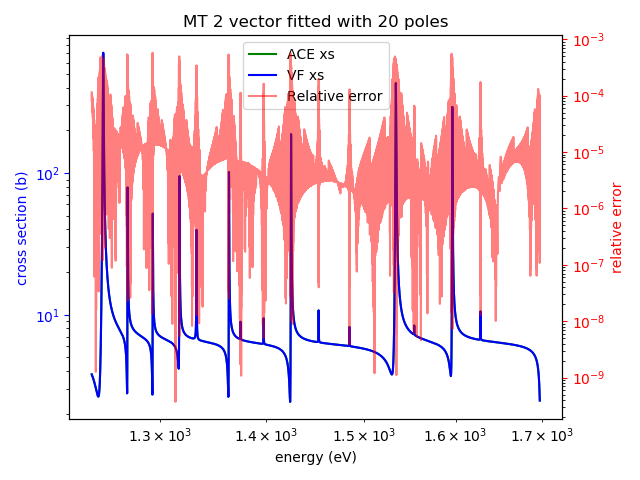 MT 2 vector fitted with 20 poles
ACE xs
VF xs
Relative error
cross section (b)
10²
10¹
relative error
10⁻³
10⁻⁴
10⁻⁵
10⁻⁶
10⁻⁷
10⁻⁸
10⁻⁹
1.3 × 10³
1.4 × 10³
1.5 × 10³
1.6 × 10³
1.7 × 10³
energy (eV)